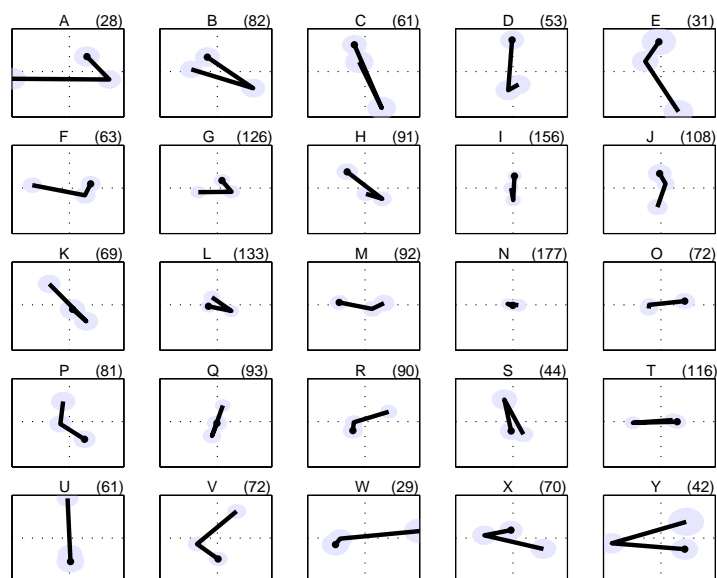 A (28) B (82) C (61) D (53) E (31)
F (63) G (126) H (91) I (156) J (108)
K (69) L (133) M (92) N (177) O (72)
P (81) Q (93) R (90) S (44) T (116)
U (61) V (72) W (29) X (70) Y (42)